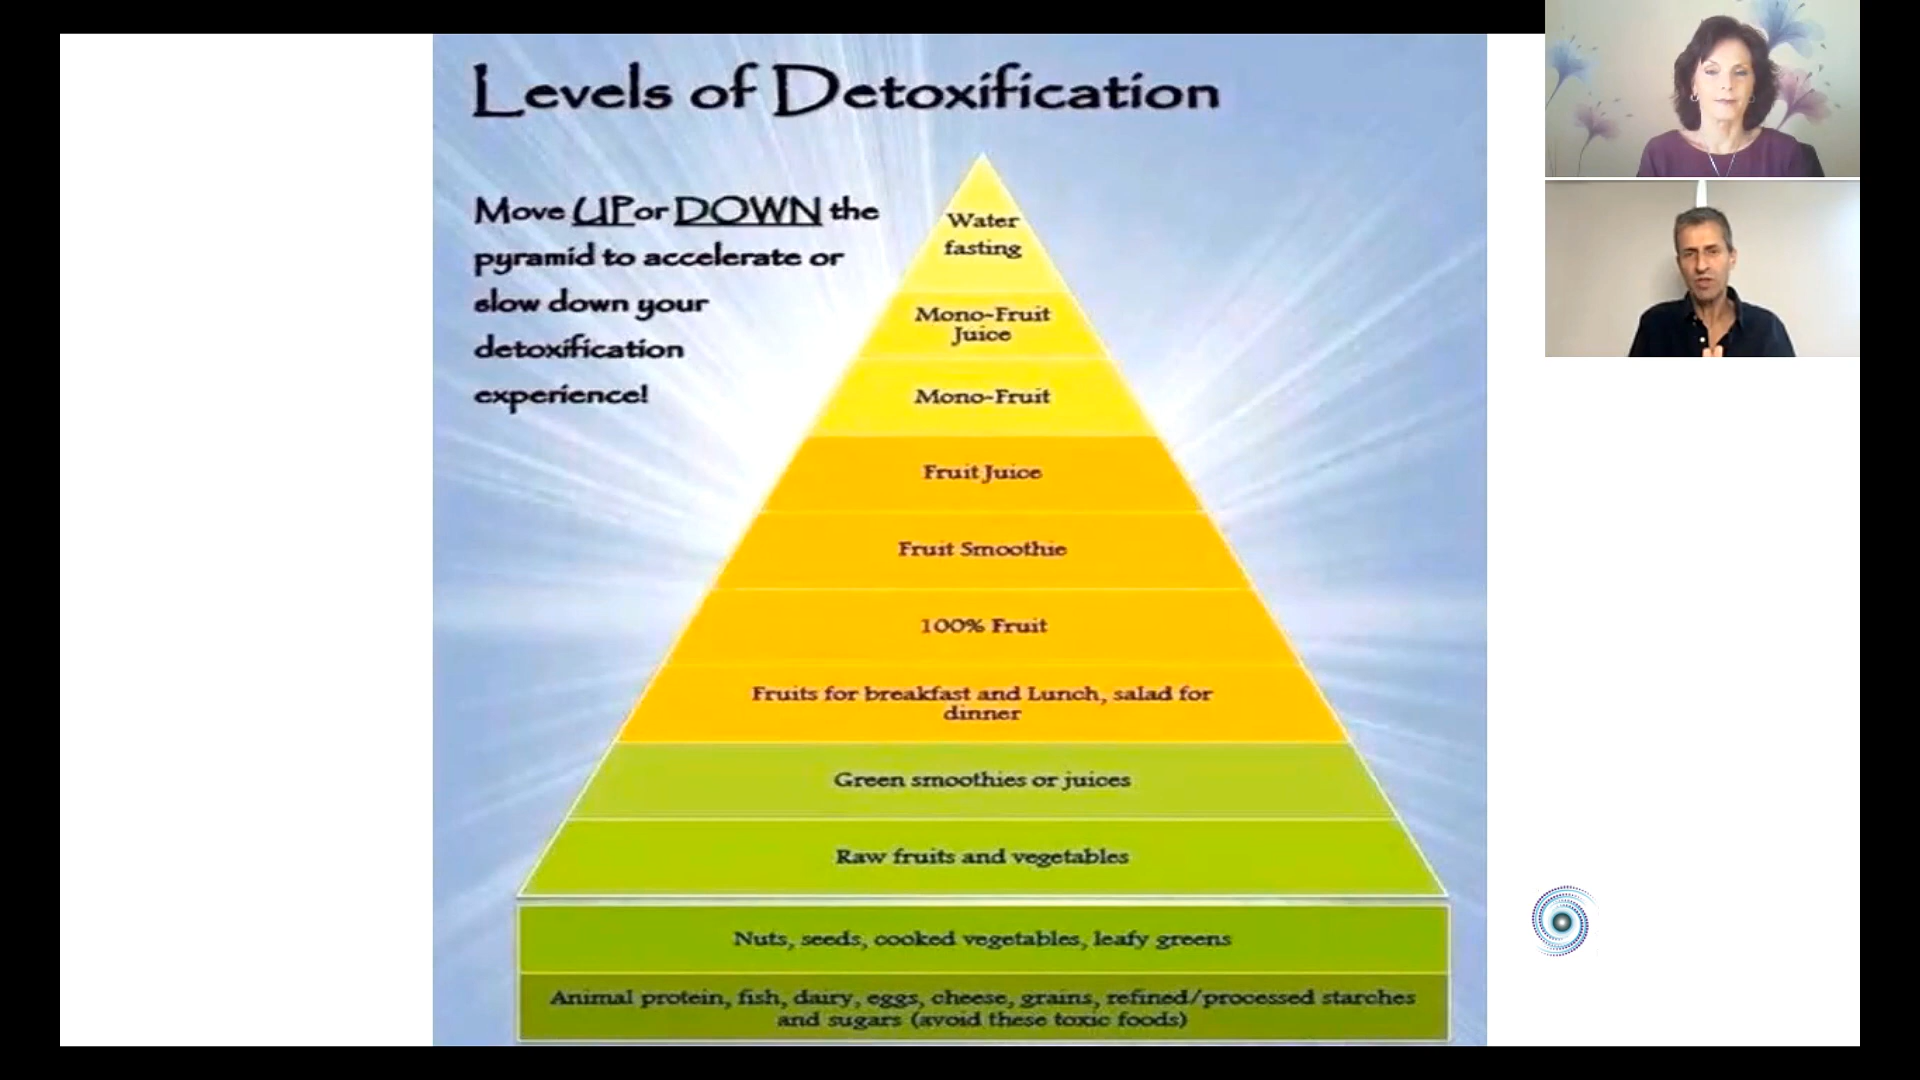 Levels of Detoxification
Move UP or DOWN the
pyramid to accelerate or
slow down your
detoxification
experience!
Water
fasting
Mono-Fruit
Juice
Mono-Fruit
Fruit Juice
Fruit Smoothie
100% Fruit
Fruits for breakfast and Lunch, salad for
dinner
Green smoothies or juices
Raw fruits and vegetables
Nuts, seeds, cooked vegetables, leafy greens
Animal protein, fish, dairy, eggs, cheese, grains, refined/processed starches
and sugars (avoid these toxic foods)